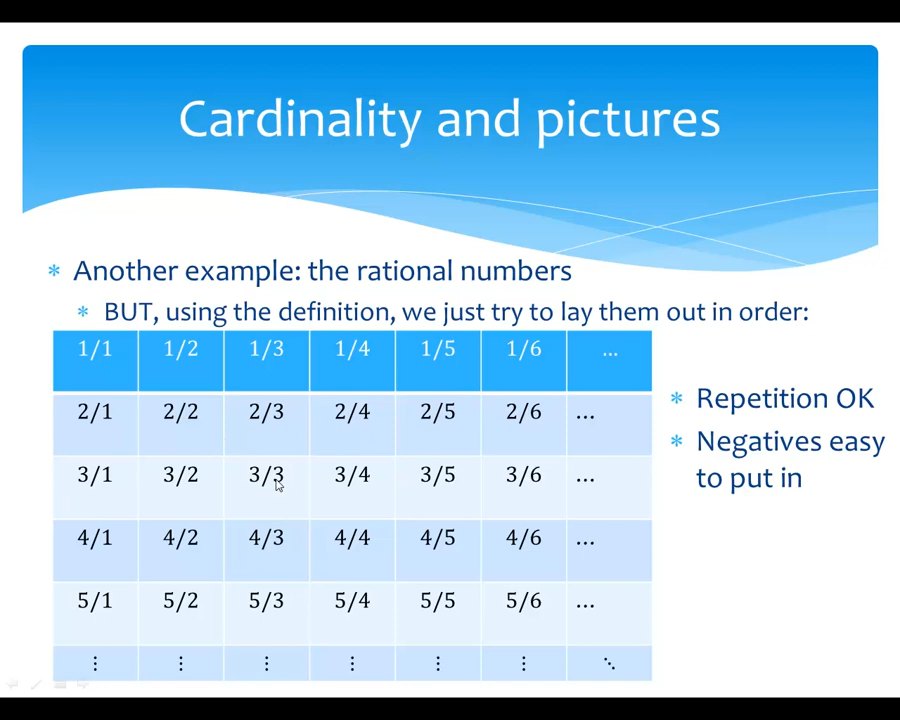 Cardinality and pictures
* Another example: the rational numbers
* BUT, using the definition, we just try to lay them out in order:
1/1 1/2 1/3 1/4 1/5 1/6 ...
2/1 2/2 2/3 2/4 2/5 2/6 ...
3/1 3/2 3/3 3/4 3/5 3/6 ...
4/1 4/2 4/3 4/4 4/5 4/6 ...
5/1 5/2 5/3 5/4 5/5 5/6 ...
⋮ ⋮ ⋮ ⋮ ⋮ ⋮ ⋱
* Repetition OK
* Negatives easy
to put in